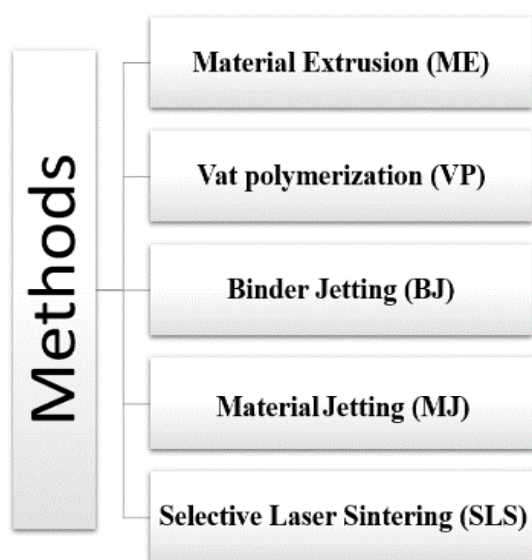 Methods
Material Extrusion (ME)
Vat polymerization (VP)
Binder Jetting (BJ)
Material Jetting (MJ)
Selective Laser Sintering (SLS)